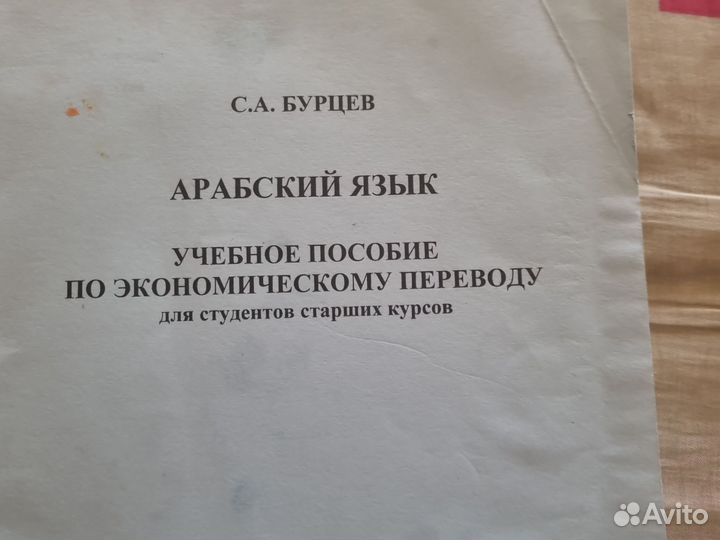 С.А. БУРЦЕВ
АРАБСКИЙ ЯЗЫК
УЧЕБНОЕ ПОСОБИЕ
ПО ЭКОНОМИЧЕСКОМУ ПЕРЕВОДУ
для студентов старших курсов
Avito